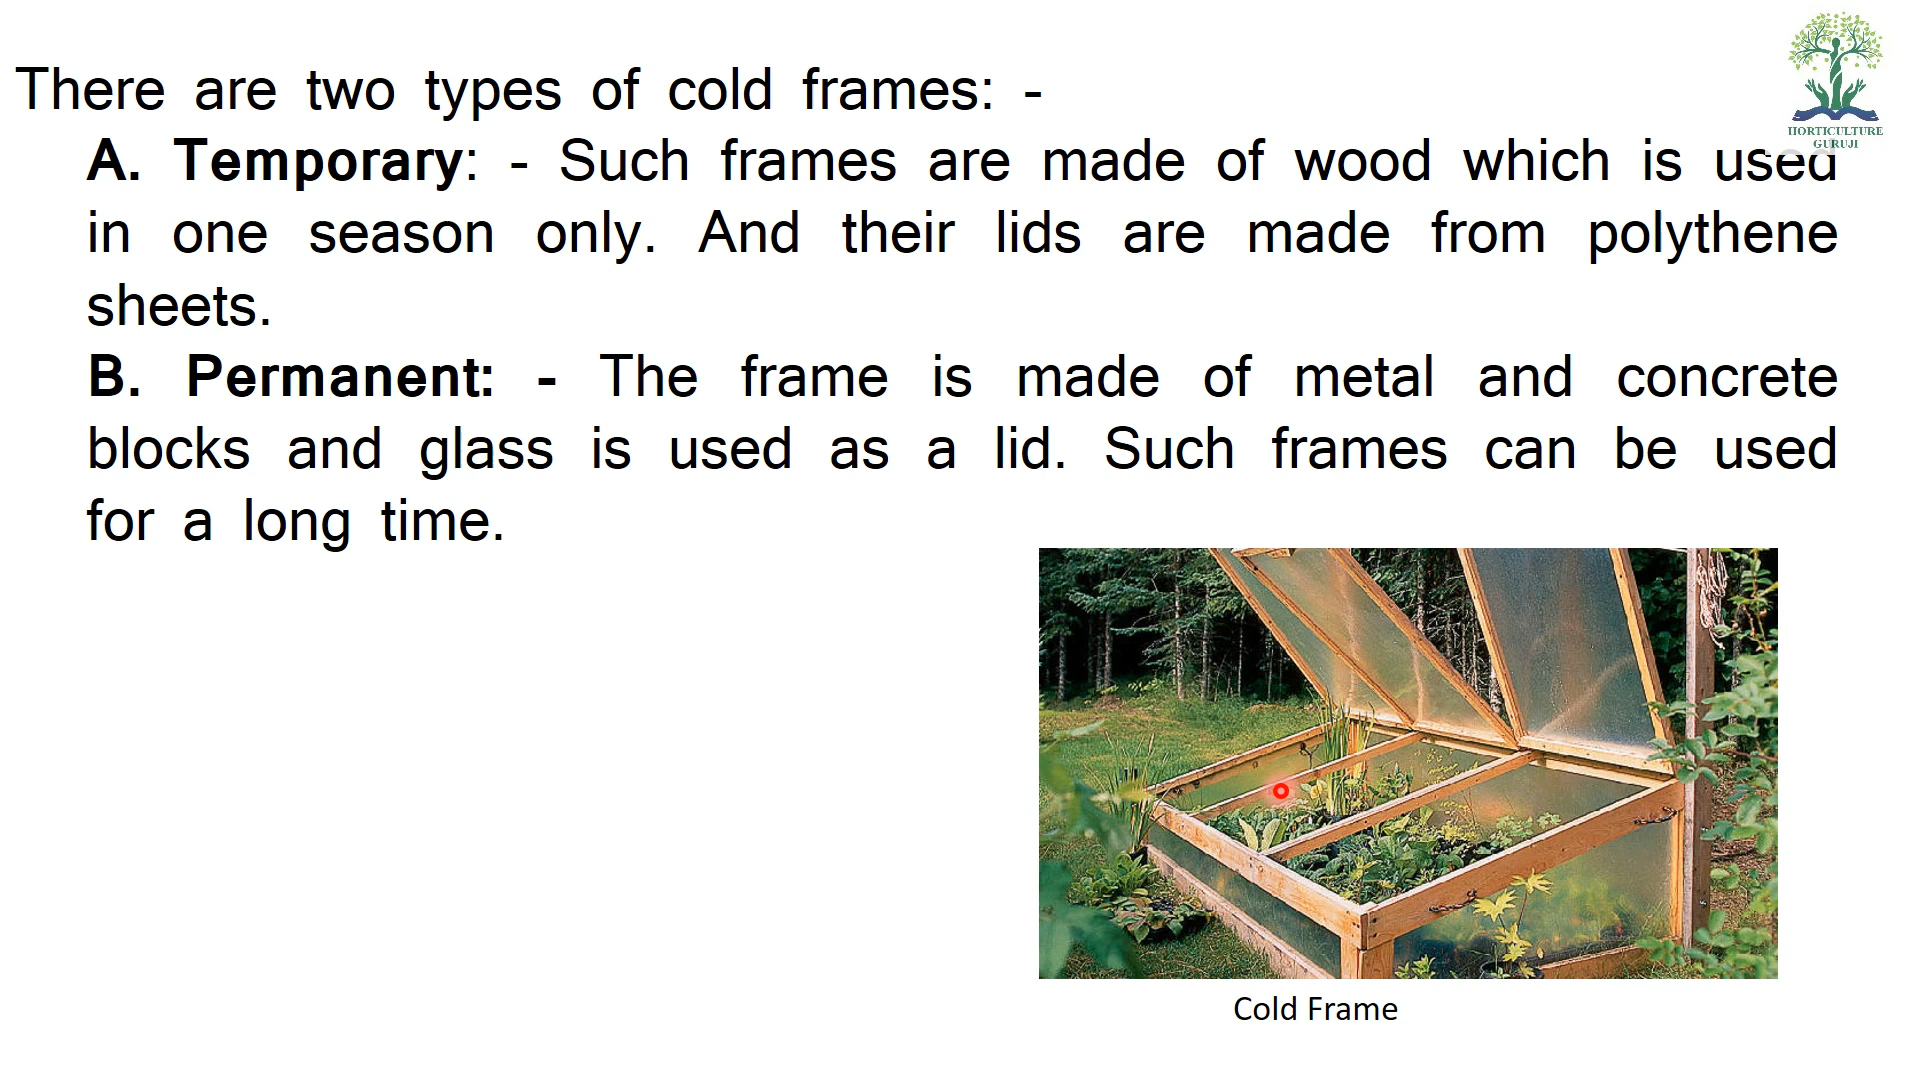 HORTICULTURE
GURUJI
There are two types of cold frames: -
A. Temporary: - Such frames are made of wood which is used
in one season only. And their lids are made from polythene
sheets.
B. Permanent: - The frame is made of metal and concrete
blocks and glass is used as a lid. Such frames can be used
for a long time.
Cold Frame